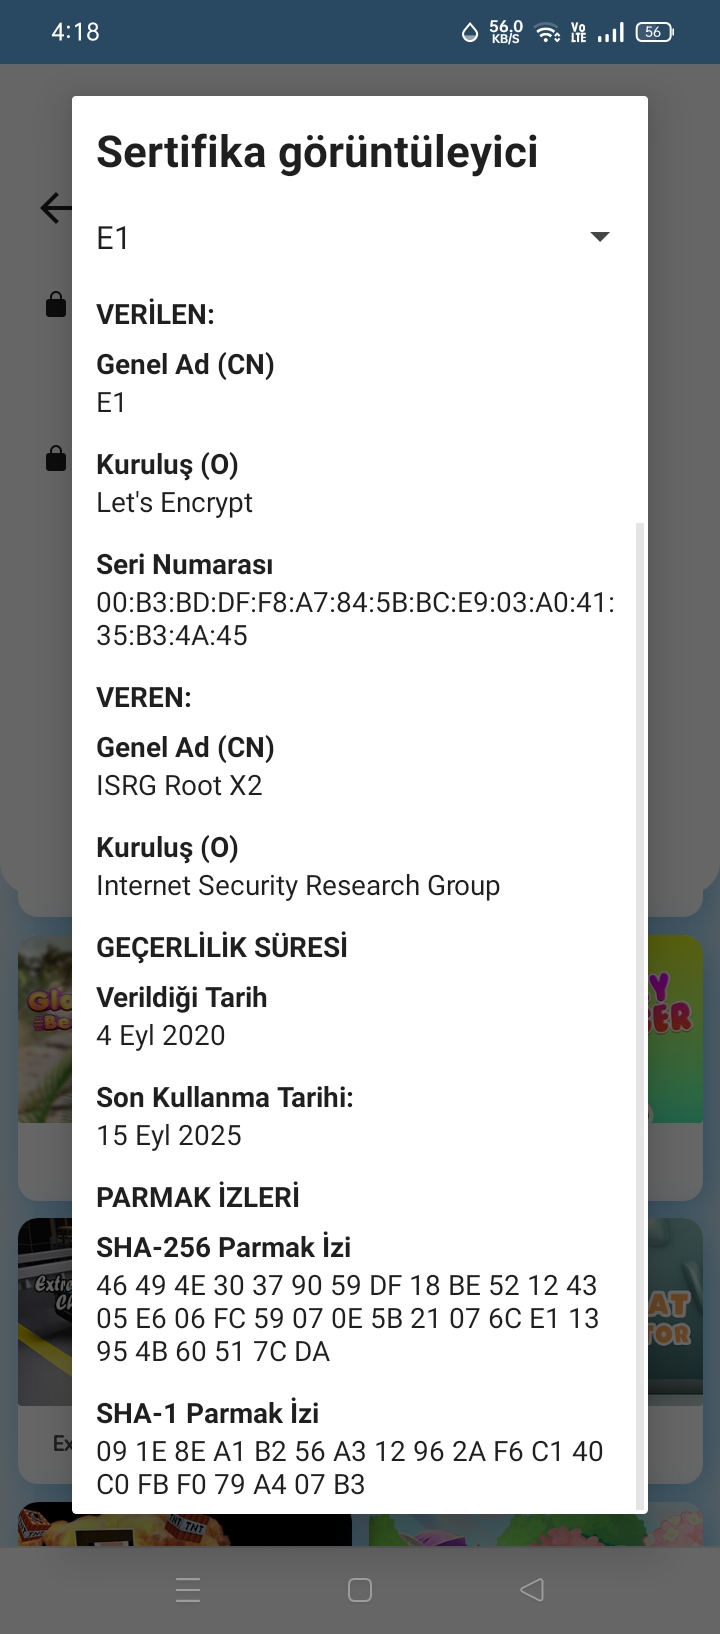 4:18
56.0
KB/S
Vo
LTE
56
Sertifika görüntüleyici
E1
VERİLEN:
Genel Ad (CN)
E1
Kuruluş (O)
Let's Encrypt
Seri Numarası
00:B3:BD:DF:F8:A7:84:5B:BC:E9:03:A0:41:
35:B3:4A:45
VEREN:
Genel Ad (CN)
ISRG Root X2
Kuruluş (O)
Internet Security Research Group
GEÇERLİLİK SÜRESİ
Verildiği Tarih
4 Eyl 2020
Son Kullanma Tarihi:
15 Eyl 2025
PARMAK İZLERİ
SHA-256 Parmak İzi
46 49 4E 30 37 90 59 DF 18 BE 52 12 43
05 E6 06 FC 59 07 0E 5B 21 07 6C E1 13
95 4B 60 51 7C DA
SHA-1 Parmak İzi
09 1E 8E A1 B2 56 A3 12 96 2A F6 C1 40
C0 FB F0 79 A4 07 B3
TNT